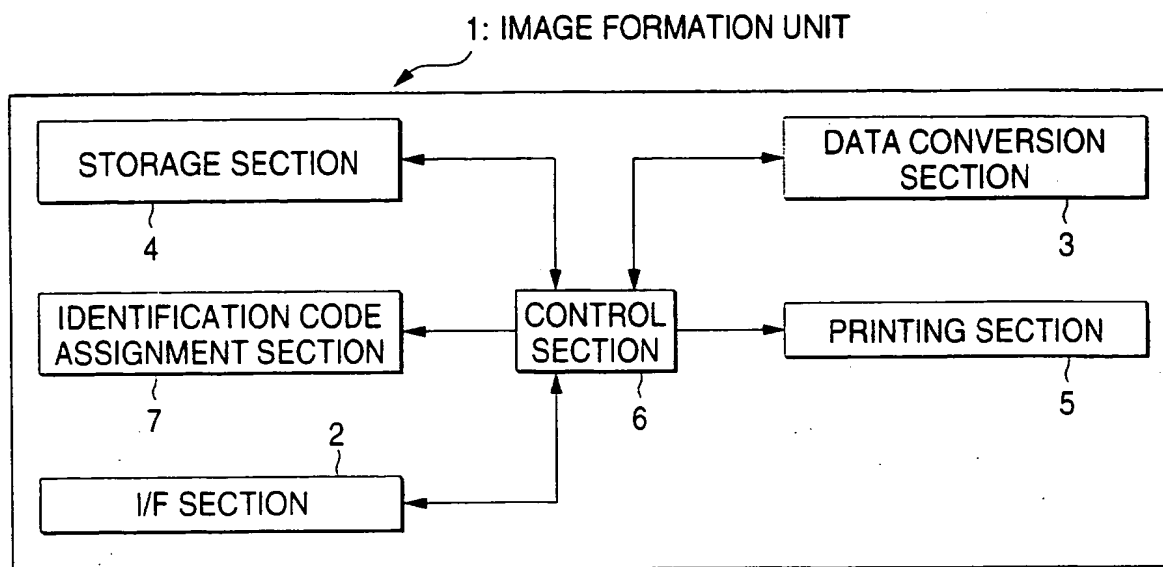 1: IMAGE FORMATION UNIT
STORAGE SECTION
4
DATA CONVERSION
SECTION
3
IDENTIFICATION CODE
ASSIGNMENT SECTION
7
CONTROL
SECTION
6
PRINTING SECTION
5
2
I/F SECTION